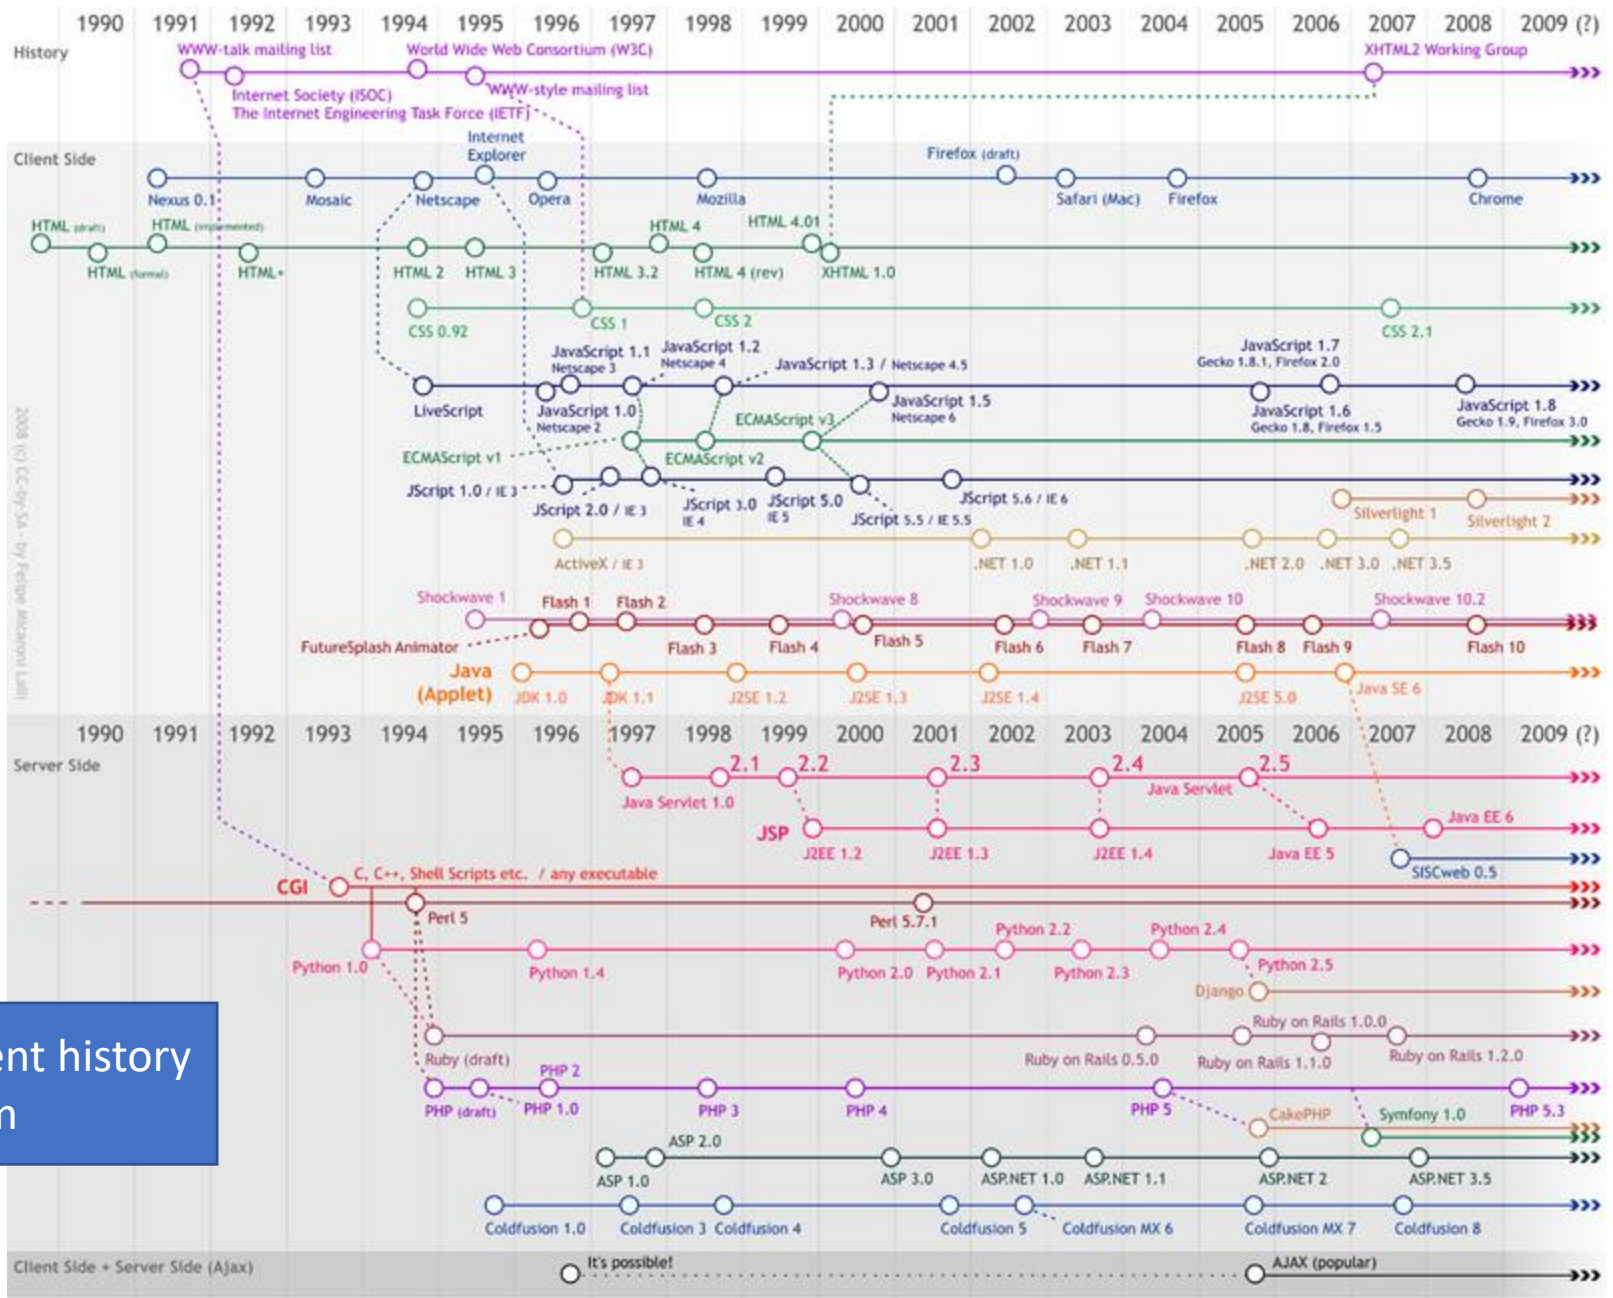 1990 1991 1992 1993 1994 1995 1996 1997 1998 1999 2000 2001 2002 2003 2004 2005 2006 2007 2008 2009 (?)
History
WWW-talk mailing list
World Wide Web Consortium (W3C)
XHTML2 Working Group
Internet Society (ISOC)
The Internet Engineering Task Force (IETF)
WWW-style mailing list
Client Side
Internet
Explorer
Firefox (draft)
Nexus 0.1
Mosaic
Netscape
Opera
Mozilla
Safari (Mac)
Firefox
Chrome
HTML (draft)
HTML (implemented)
HTML 4
HTML 4.01
HTML (formal)
HTML+
HTML 2
HTML 3
HTML 3.2
HTML 4 (rev)
XHTML 1.0
CSS 0.92
CSS 1
CSS 2
CSS 2.1
JavaScript 1.1
Netscape 3
JavaScript 1.2
Netscape 4
JavaScript 1.3 / Netscape 4.5
JavaScript 1.7
Gecko 1.8.1, Firefox 2.0
LiveScript
JavaScript 1.0
Netscape 2
JavaScript 1.5
Netscape 6
JavaScript 1.6
Gecko 1.8, Firefox 1.5
JavaScript 1.8
Gecko 1.9, Firefox 3.0
ECMAScript v3
ECMAScript v1
ECMAScript v2
JScript 1.0 / IE 3
JScript 2.0 / IE 3
JScript 3.0
IE 4
JScript 5.0
IE 5
JScript 5.5 / IE 5.5
JScript 5.6 / IE 6
Silverlight 1
Silverlight 2
ActiveX / IE 3
.NET 1.0
.NET 1.1
.NET 2.0
.NET 3.0
.NET 3.5
Shockwave 1
Flash 1
Flash 2
Shockwave 8
Shockwave 9
Shockwave 10
Shockwave 10.2
FutureSplash Animator
Flash 3
Flash 4
Flash 5
Flash 6
Flash 7
Flash 8
Flash 9
Flash 10
Java
(Applet)
JDK 1.0
JDK 1.1
J2SE 1.2
J2SE 1.3
J2SE 1.4
J2SE 5.0
Java SE 6
2008 (c) CC-by-SA - by Felipe Micaroni Lalli
1990 1991 1992 1993 1994 1995 1996 1997 1998 1999 2000 2001 2002 2003 2004 2005 2006 2007 2008 2009 (?)
Server Side
2.1
2.2
2.3
2.4
2.5
Java Servlet 1.0
Java Servlet
JSP
Java EE 6
J2EE 1.2
J2EE 1.3
J2EE 1.4
Java EE 5
SISCweb 0.5
CGI
C, C++, Shell Scripts etc. / any executable
Perl 5
Perl 5.7.1
Python 2.2
Python 2.4
Python 1.0
Python 1.4
Python 2.0
Python 2.1
Python 2.3
Python 2.5
Django
Ruby on Rails 1.0.0
Ruby (draft)
Ruby on Rails 0.5.0
Ruby on Rails 1.1.0
Ruby on Rails 1.2.0
PHP 2
PHP (draft)
PHP 1.0
PHP 3
PHP 4
PHP 5
CakePHP
Symfony 1.0
PHP 5.3
ASP 2.0
ASP 1.0
ASP 3.0
ASP.NET 1.0
ASP.NET 1.1
ASP.NET 2
ASP.NET 3.5
Coldfusion 1.0
Coldfusion 3
Coldfusion 4
Coldfusion 5
Coldfusion MX 6
Coldfusion MX 7
Coldfusion 8
Client Side + Server Side (Ajax)
It's possible!
AJAX (popular)
history